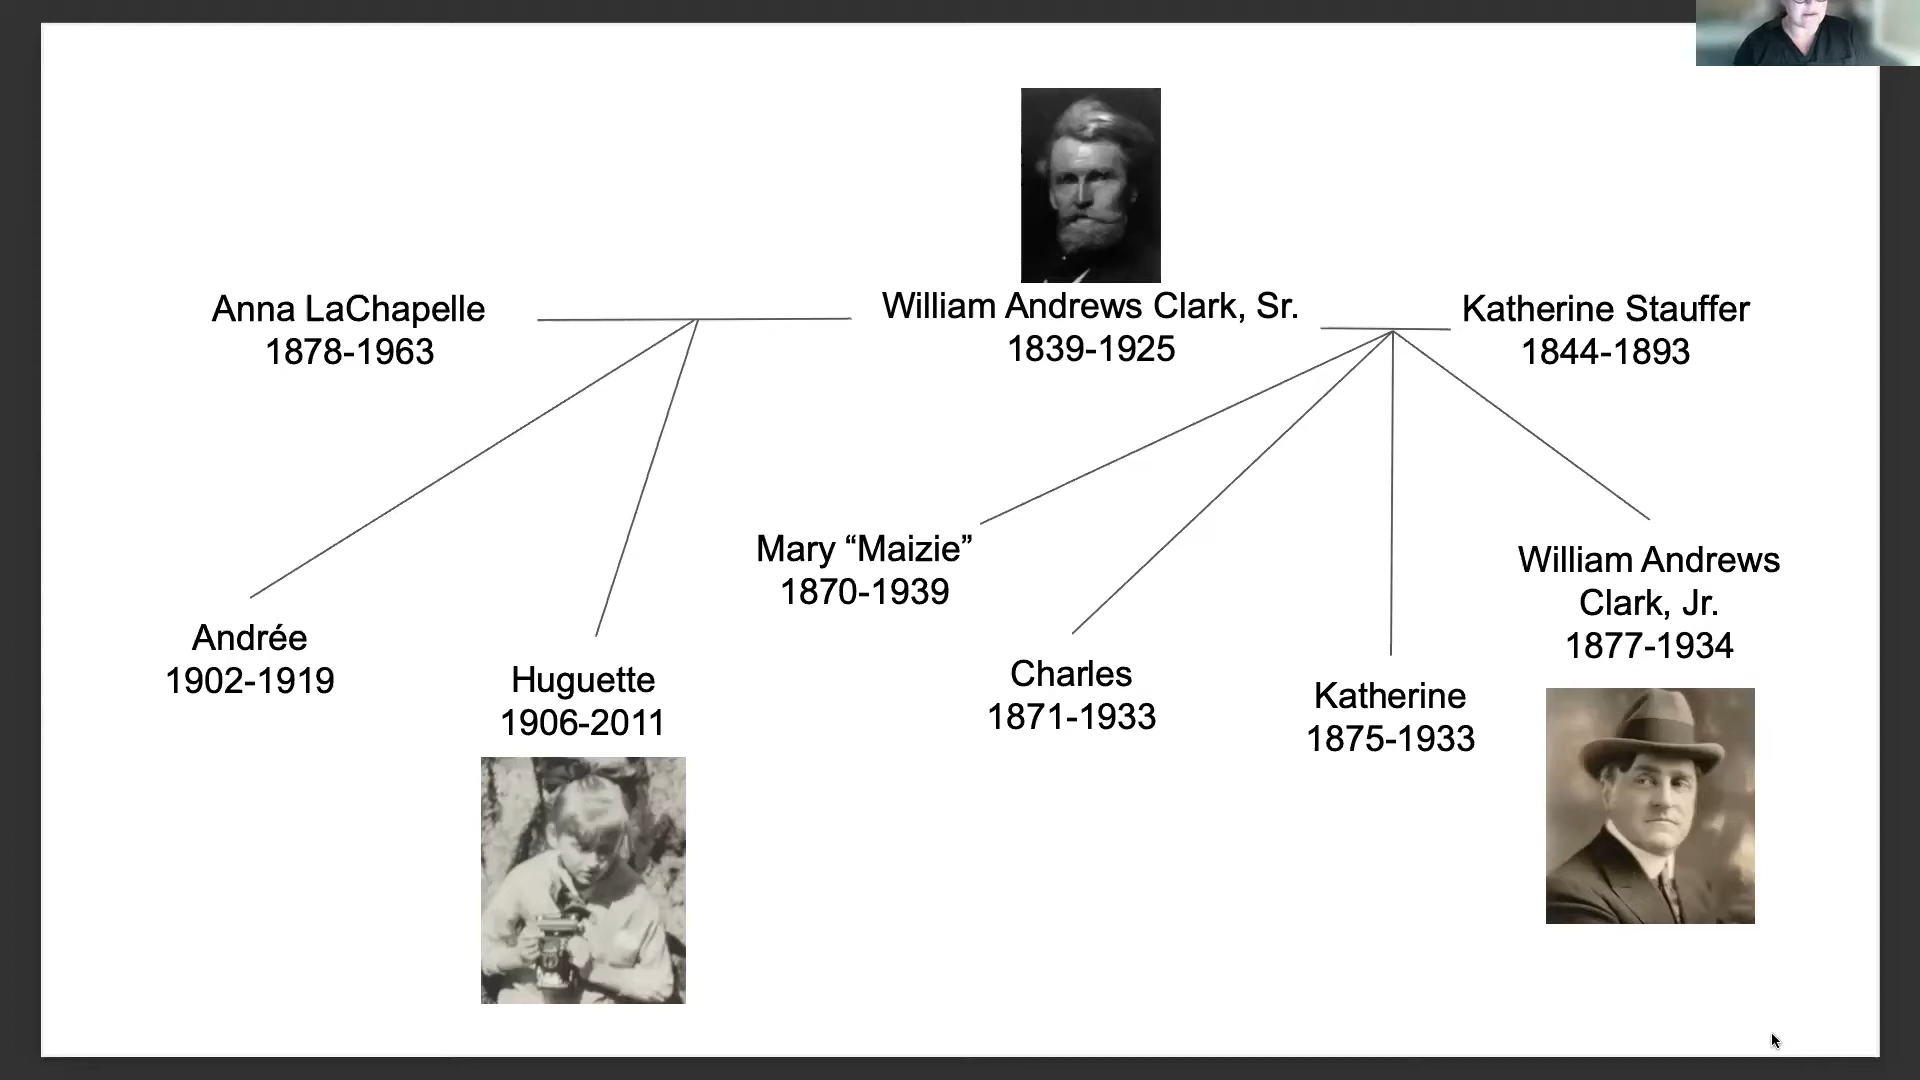 Anna LaChapelle
1878-1963
William Andrews Clark, Sr.
1839-1925
Katherine Stauffer
1844-1893
Andrée
1902-1919
Huguette
1906-2011
Mary “Maizie”
1870-1939
Charles
1871-1933
Katherine
1875-1933
William Andrews
Clark, Jr.
1877-1934